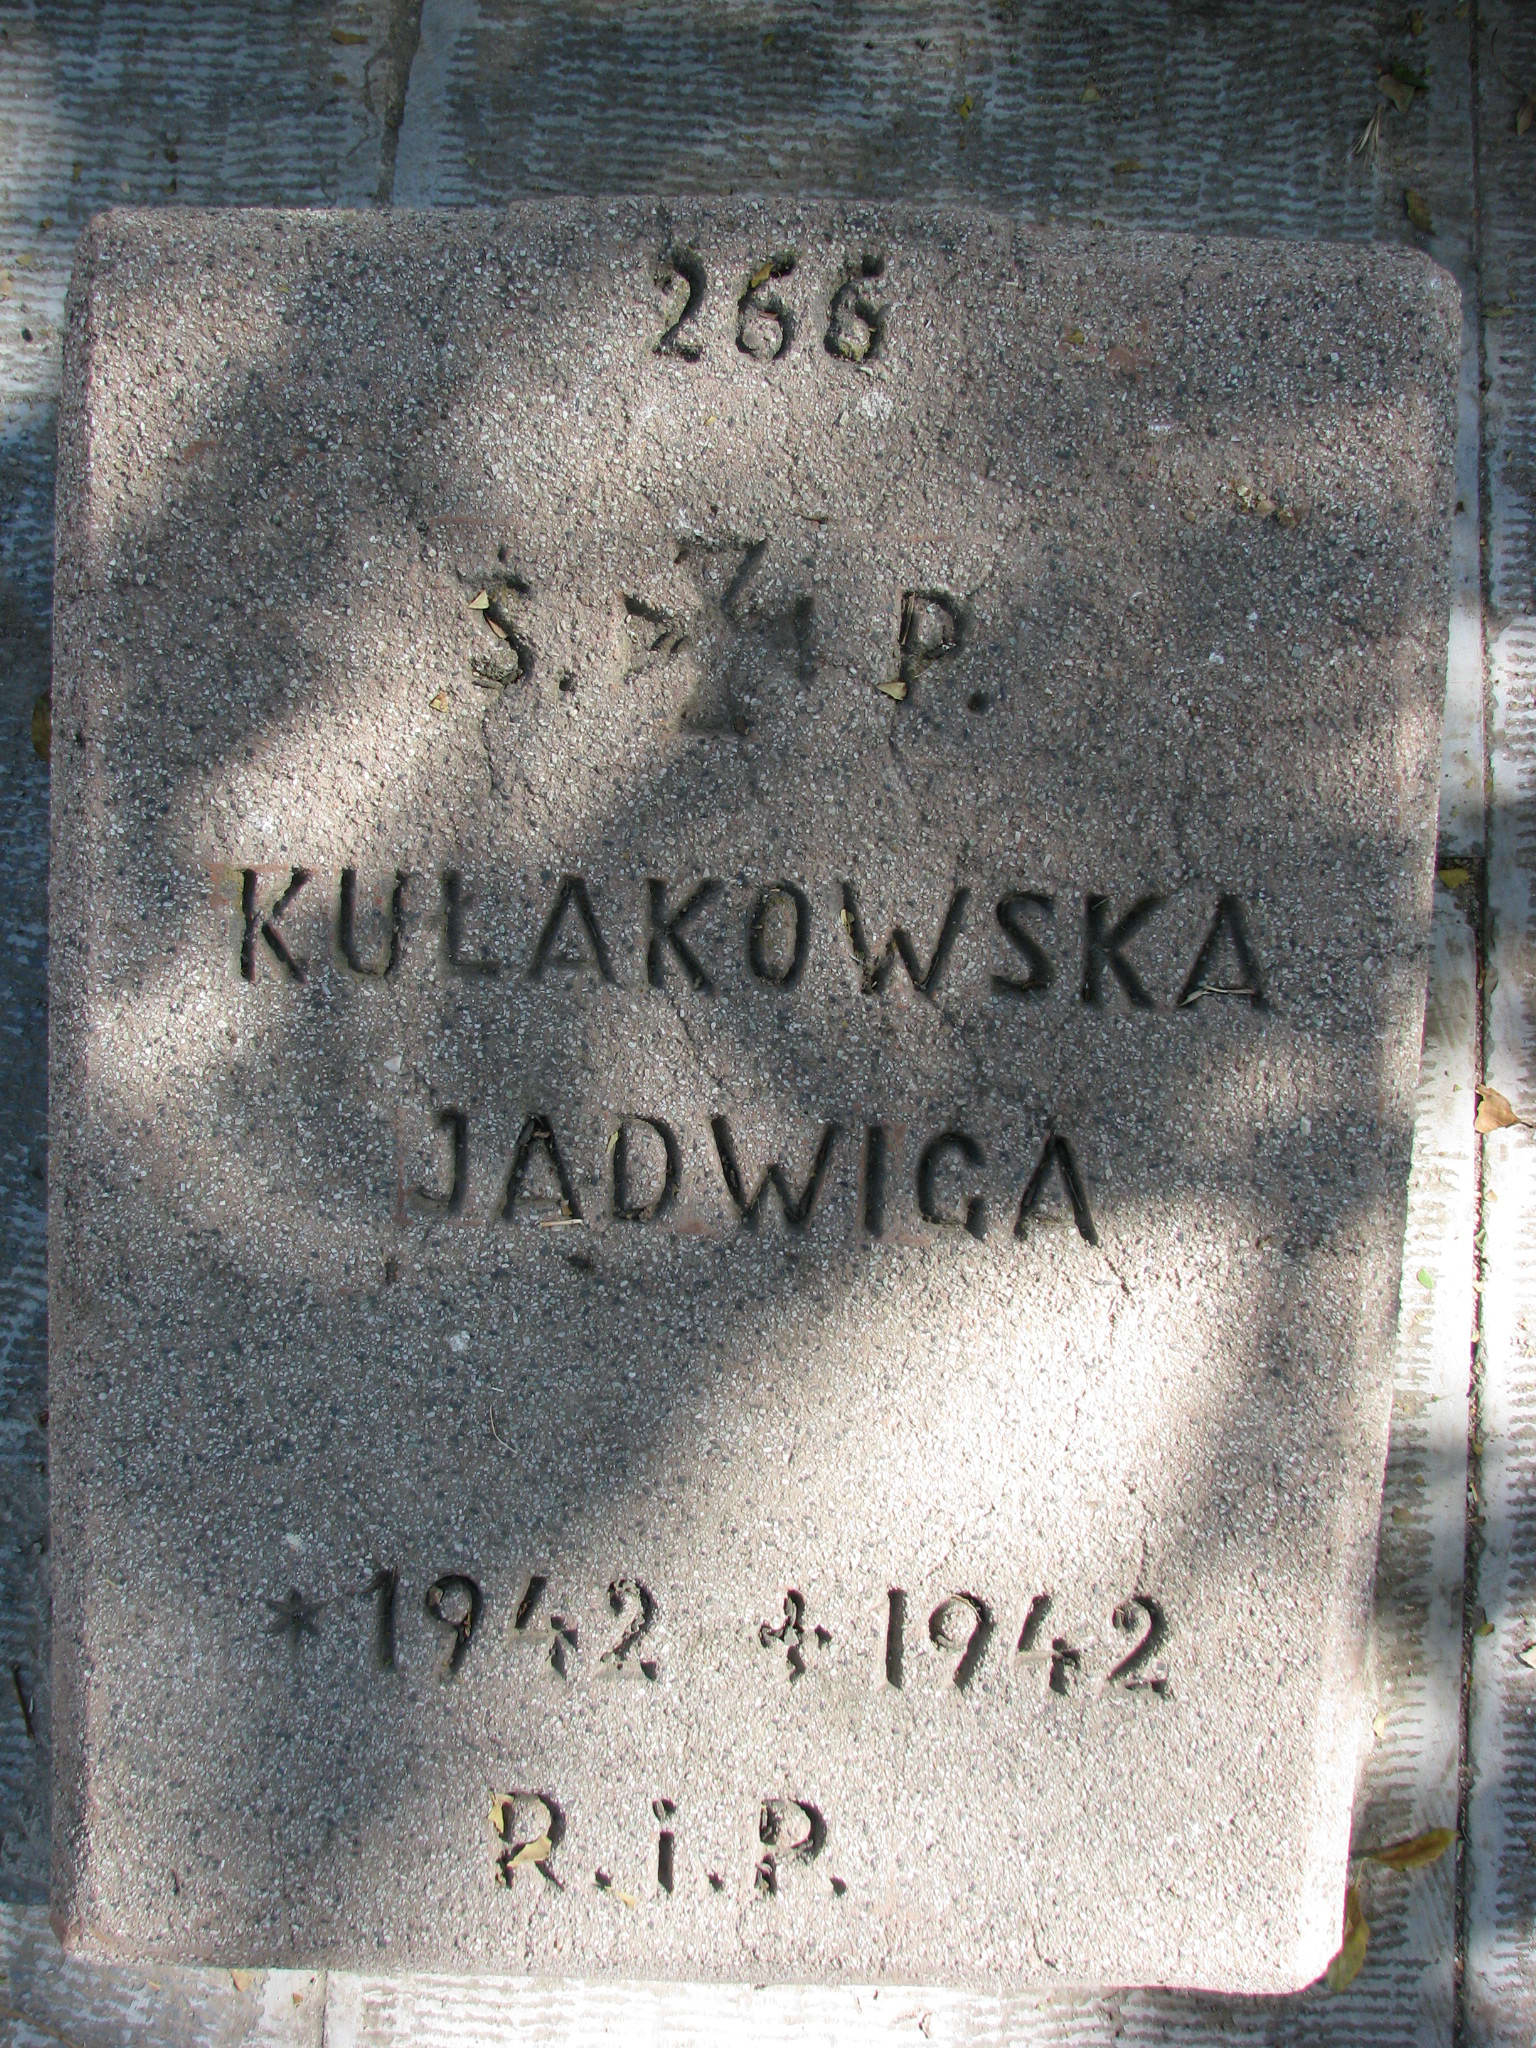 266
Ś. P.
KUŁAKOWSKA
JADWIGA
* 1942 + 1942
R.i.P.